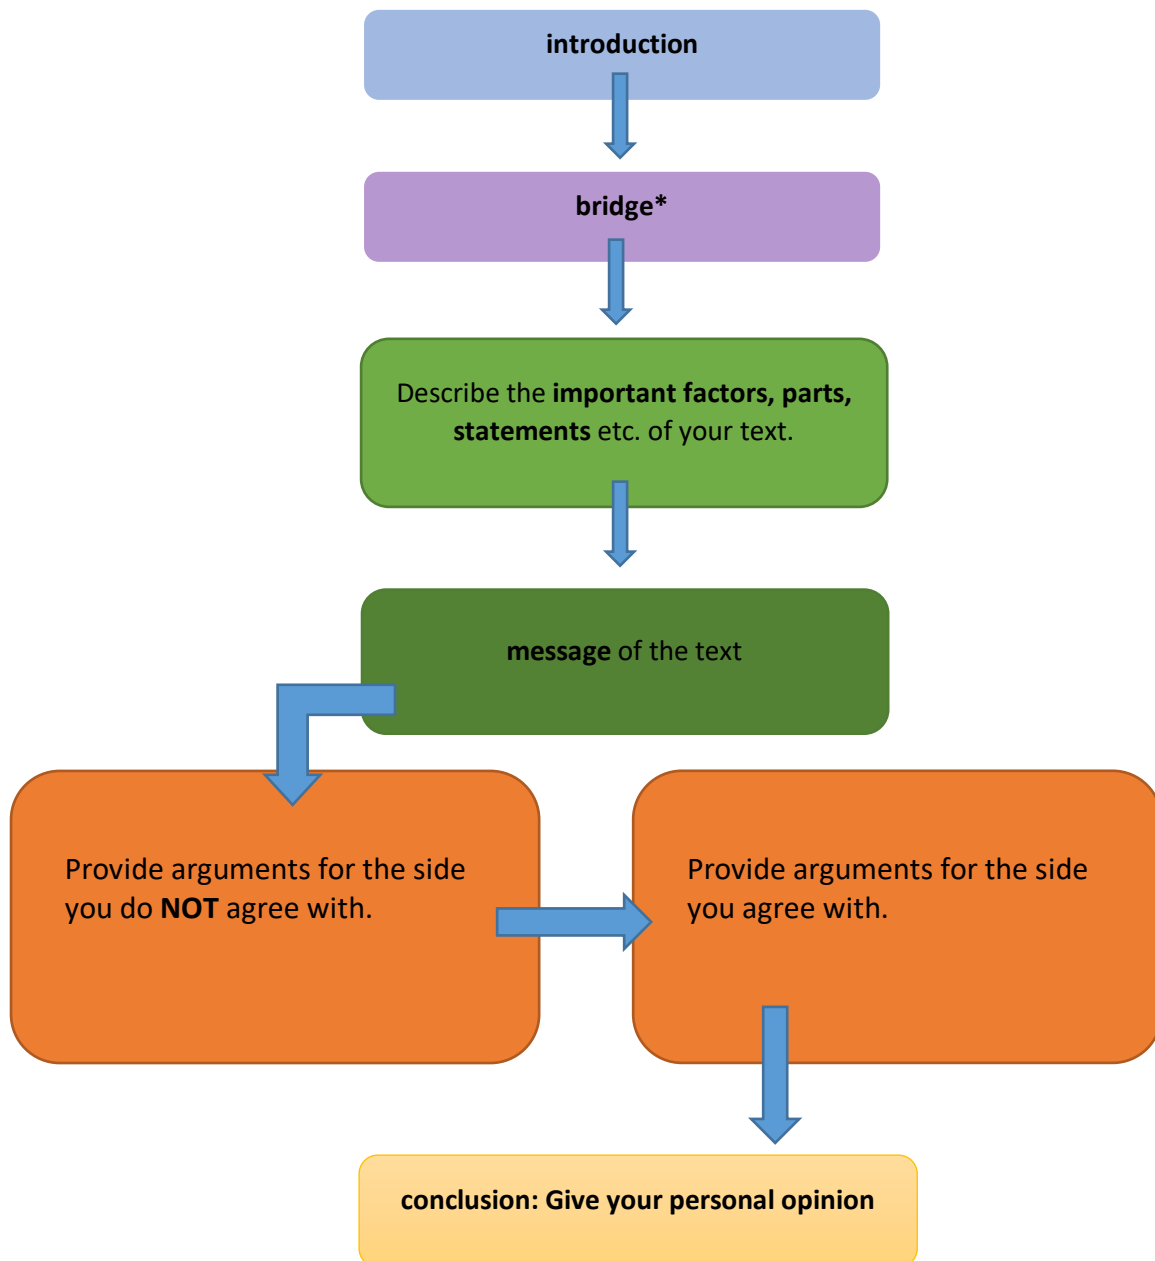 introduction
bridge*
Describe the important factors, parts,
statements etc. of your text.
message of the text
Provide arguments for the side
you do NOT agree with.
Provide arguments for the side
you agree with.
conclusion: Give your personal opinion